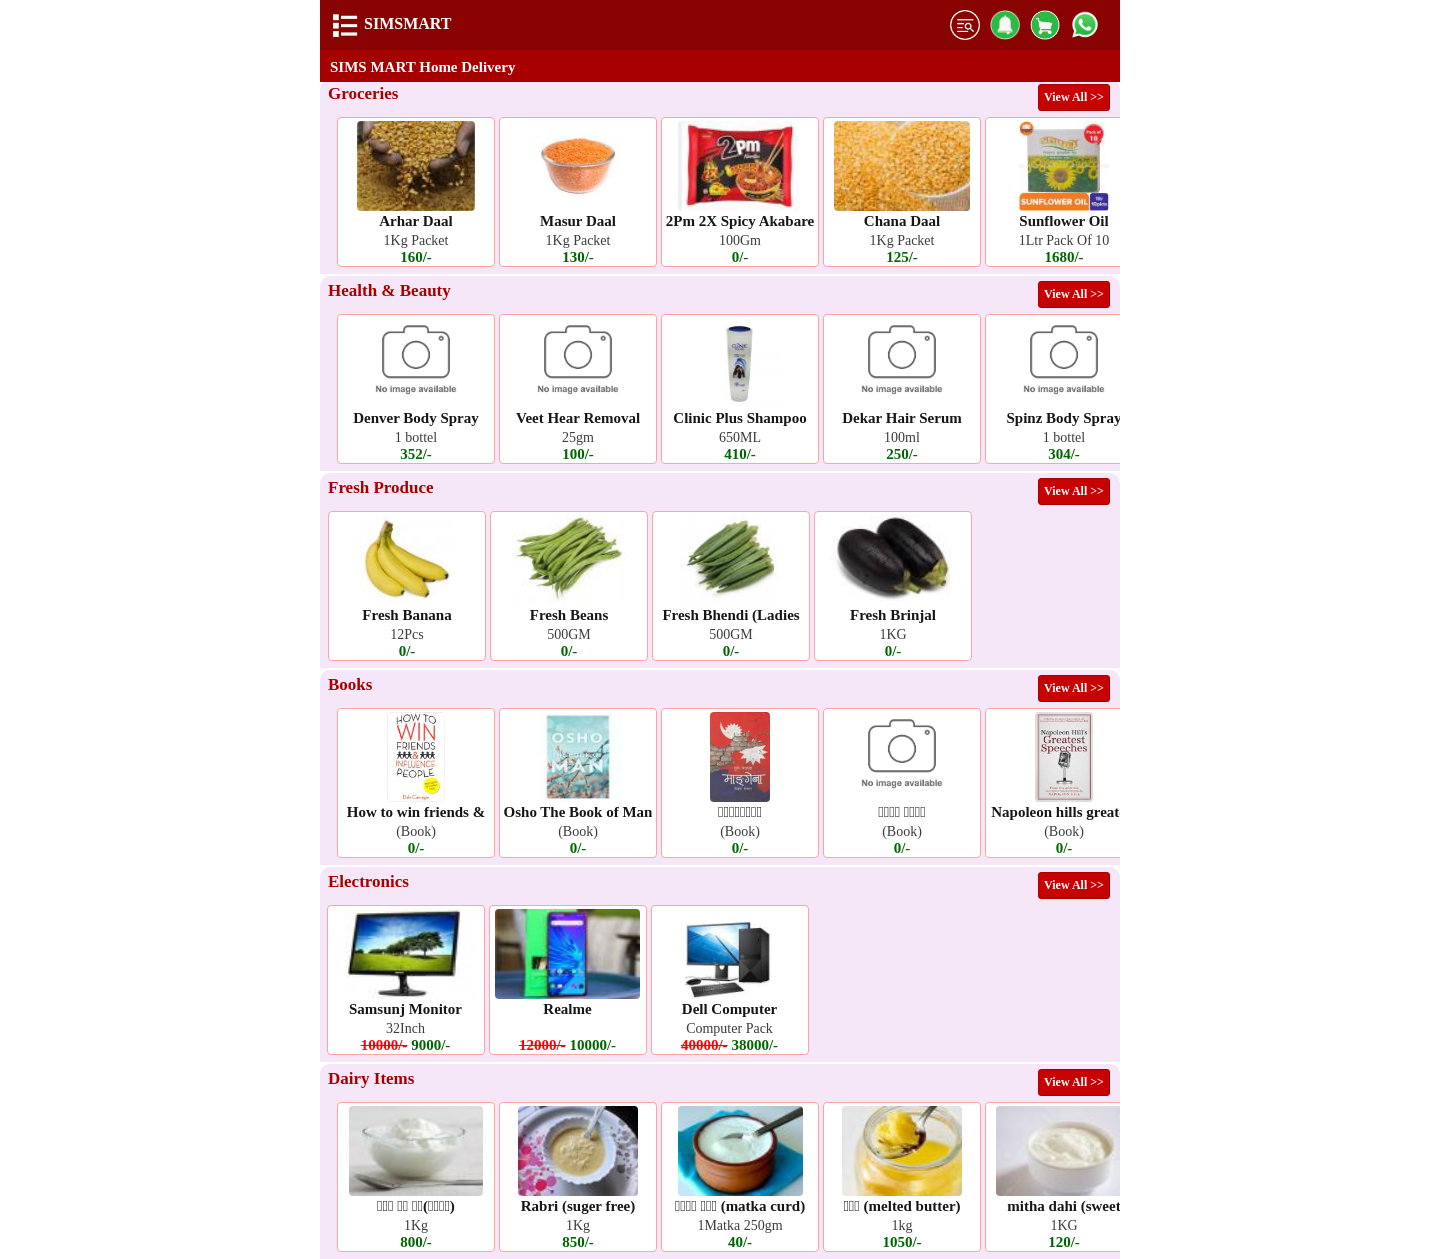 SIMSMART
SIMS MART Home Delivery
Groceries
View All >>
2pm
Pack of 10
SUNFLOWER OIL
Arhar Daal
1Kg Packet
160/-
Masur Daal
1Kg Packet
130/-
2Pm 2X Spicy Akabare
100Gm
0/-
Chana Daal
1Kg Packet
125/-
Sunflower Oil
1Ltr Pack Of 10
1680/-
Health & Beauty
View All >>
No image available
Denver Body Spray
1 bottel
352/-
No image available
Veet Hear Removal
25gm
100/-
Clinic Plus Shampoo
650ML
410/-
No image available
Dekar Hair Serum
100ml
250/-
No image available
Spinz Body Spray
1 bottel
304/-
Fresh Produce
View All >>
Fresh Banana
12Pcs
0/-
Fresh Beans
500GM
0/-
Fresh Bhendi (Ladies
500GM
0/-
Fresh Brinjal
1KG
0/-
Books
View All >>
HOW TO
WIN
FRIENDS
&
INFLUENCE
PEOPLE
How to win friends &
(Book)
0/-
OSHO
MAN
Osho The Book of Man
(Book)
0/-
(Book)
0/-
No image available
(Book)
0/-
Napoleon Hill's
Greatest
Speeches
Napoleon hills great
(Book)
0/-
Electronics
View All >>
Samsunj Monitor
32Inch
10000/- 9000/-
Realme
12000/- 10000/-
Dell Computer
Computer Pack
40000/- 38000/-
Dairy Items
View All >>
1Kg
800/-
Rabri (suger free)
1Kg
850/-
(matka curd)
1Matka 250gm
40/-
(melted butter)
1kg
1050/-
mitha dahi (sweet
1KG
120/-